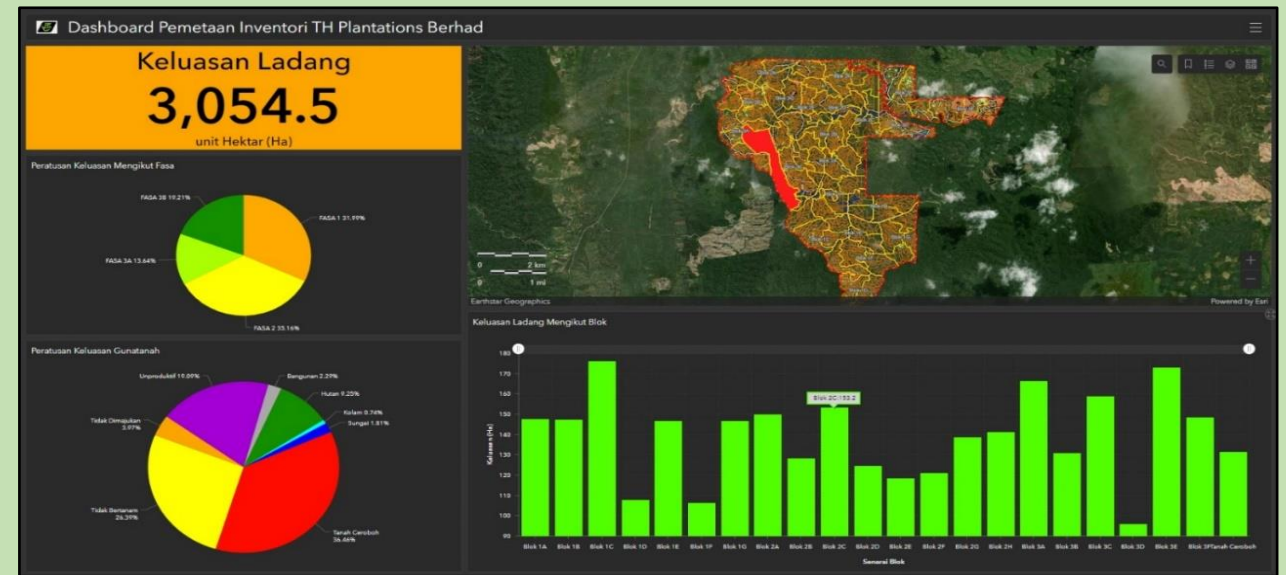 Dashboard Pemetaan Inventori TH Plantations Berhad
Keluasan Ladang
3,054.5
unit Hektar (Ha)
Peratusan Keluasan Mengikut Fasa
FASA 3B 19.21%
FASA 1 31.99%
FASA 3A 13.64%
FASA 2 35.16%
Peratusan Keluasan Gunatanah
Unproduktif 19.09%
Bangunan 2.29%
Hutan 9.25%
Kolam 0.74%
Sungai 1.81%
Tidak Dimajukan
3.97%
Tidak Bertanam
26.39%
Tanah Ceroboh
36.46%
0 2 km
0 1 mi
Earthstar Geographics
Powered by Esri
Keluasan Ladang Mengikut Blok
180
170
160
150
140
130
120
110
100
90
Keluasan (Ha)
Blok 2C:153.2
Blok 1A Blok 1B Blok 1C Blok 1D Blok 1E Blok 1F Blok 1G Blok 2A Blok 2B Blok 2C Blok 2D Blok 2E Blok 2F Blok 2G Blok 2H Blok 3A Blok 3B Blok 3C Blok 3D Blok 3E Blok 3F Tanah Ceroboh
Senarai Blok